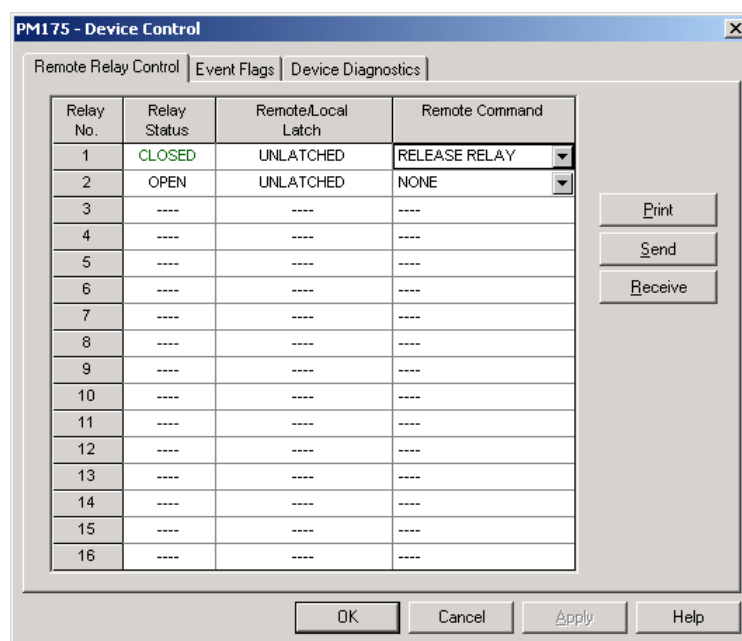 PM175 - Device Control
Remote Relay Control Event Flags Device Diagnostics
Relay No. Relay Status Remote/Local Latch Remote Command
1 CLOSED UNLATCHED RELEASE RELAY
2 OPEN UNLATCHED NONE
3 ---- ---- ----
4 ---- ---- ----
5 ---- ---- ----
6 ---- ---- ----
7 ---- ---- ----
8 ---- ---- ----
9 ---- ---- ----
10 ---- ---- ----
11 ---- ---- ----
12 ---- ---- ----
13 ---- ---- ----
14 ---- ---- ----
15 ---- ---- ----
16 ---- ---- ----
Print
Send
Receive
OK Cancel Apply Help